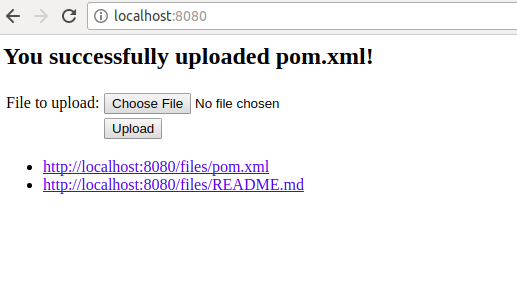 localhost:8080
You successfully uploaded pom.xml!
File to upload: Choose File No file chosen
Upload
http://localhost:8080/files/pom.xml
http://localhost:8080/files/README.md